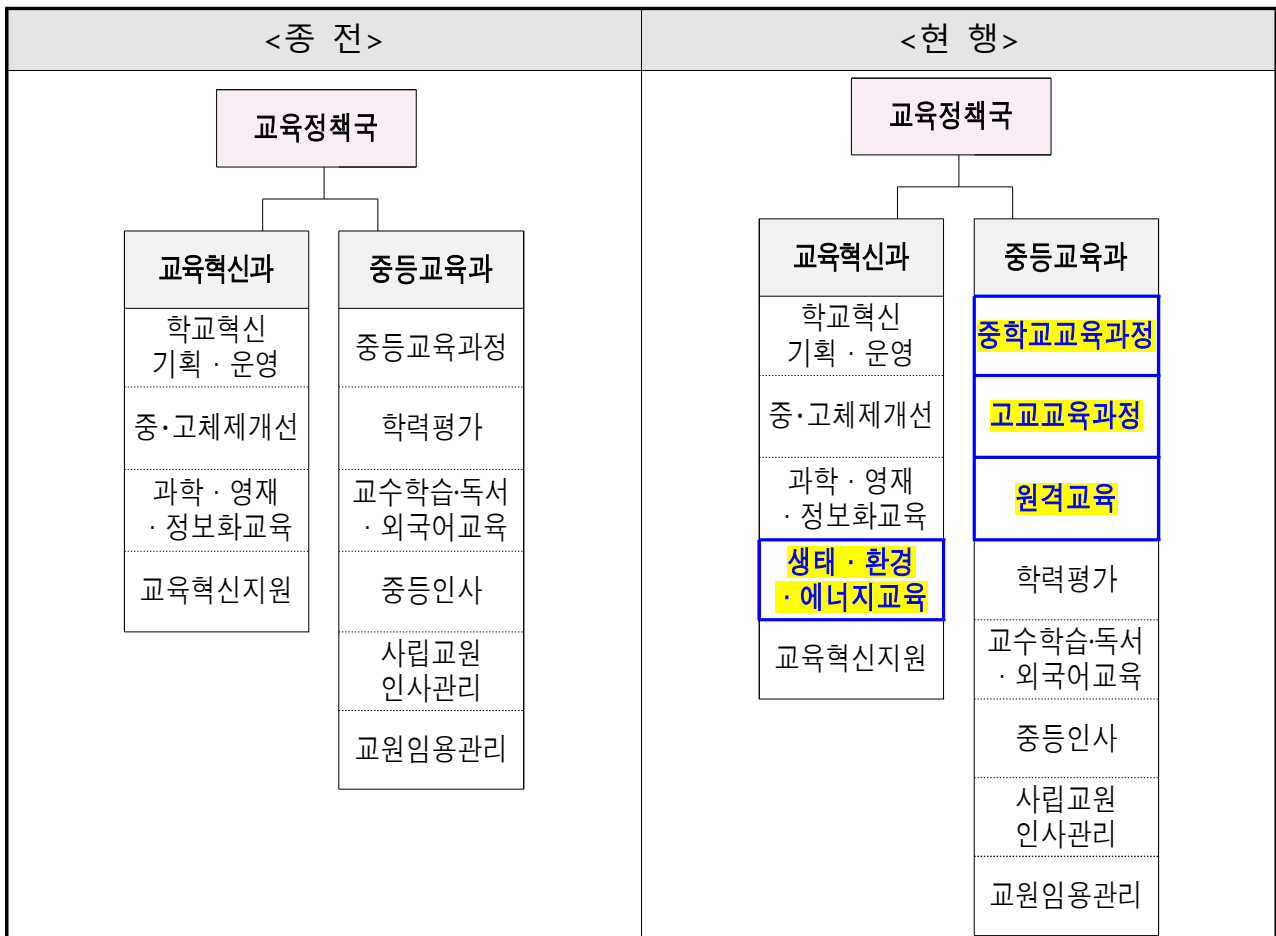 <종 전>
교육정책국
교육혁신과
학교혁신
기획 · 운영
중·고체제개선
과학 · 영재
· 정보화교육
교육혁신지원
중등교육과
중등교육과정
학력평가
교수학습·독서
· 외국어교육
중등인사
사립교원
인사관리
교원임용관리
<현 행>
교육정책국
교육혁신과
학교혁신
기획 · 운영
중·고체제개선
과학 · 영재
· 정보화교육
생태 · 환경
· 에너지교육
교육혁신지원
중등교육과
중학교교육과정
고교교육과정
원격교육
학력평가
교수학습·독서
· 외국어교육
중등인사
사립교원
인사관리
교원임용관리